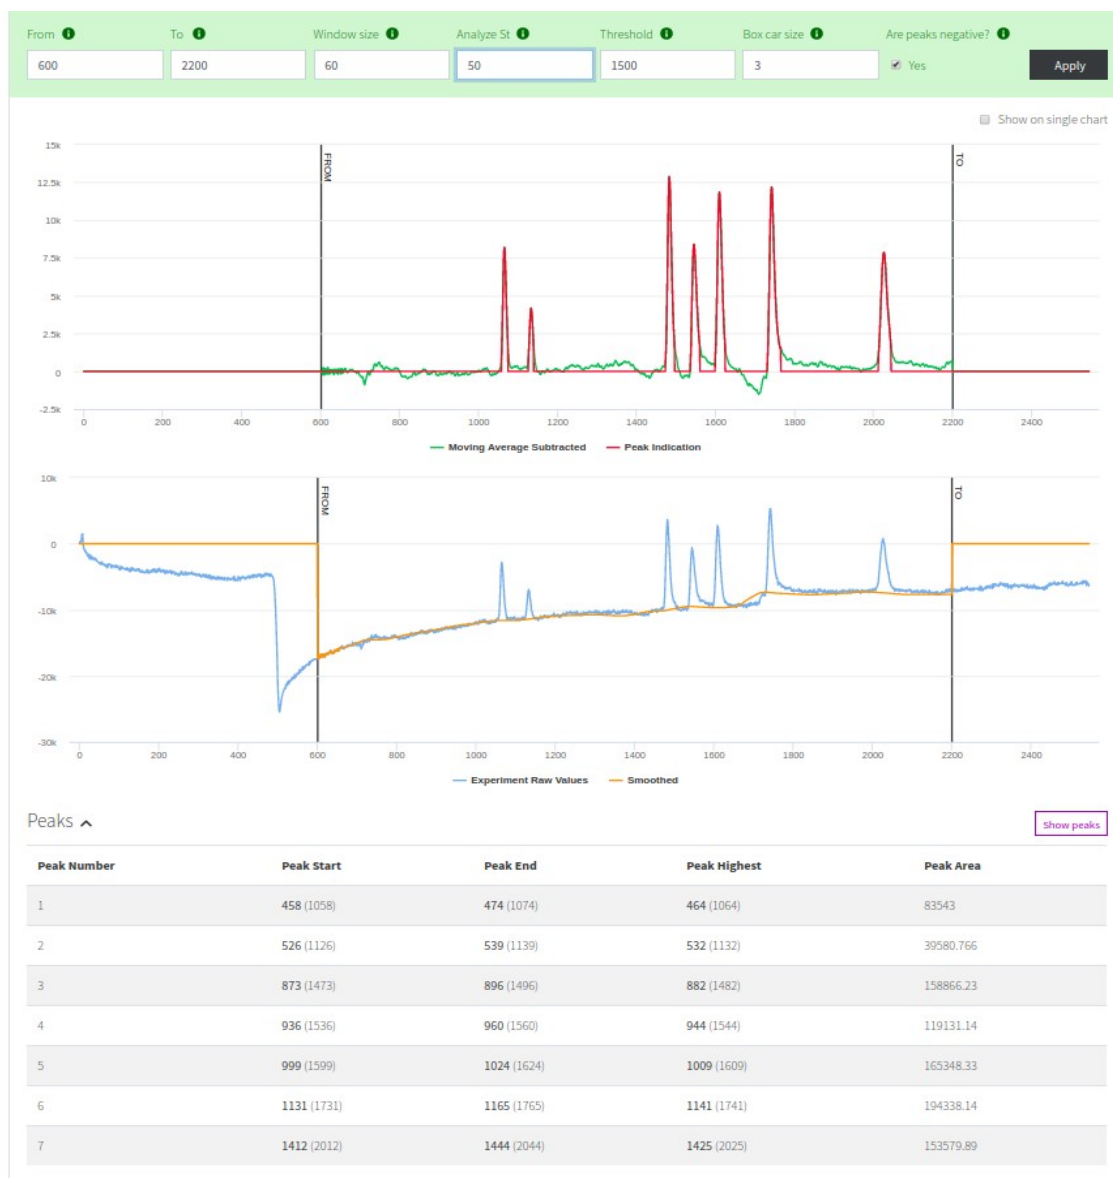 From To Window size Analyze St Threshold Box car size Are peaks negative?
600 2200 60 50 1500 3 Yes Apply
Show on single chart
15k
12.5k
10k
7.5k
5k
2.5k
0
-2.5k
FROM
TO
0 200 400 600 800 1000 1200 1400 1600 1800 2000 2200 2400
Moving Average Subtracted Peak Indication
10k
0
-10k
-20k
-30k
FROM
TO
0 200 400 600 800 1000 1200 1400 1600 1800 2000 2200 2400
Experiment Raw Values Smoothed
Peaks Show peaks
Peak Number Peak Start Peak End Peak Highest Peak Area
1 458 (1058) 474 (1074) 464 (1064) 83543
2 526 (1126) 539 (1139) 532 (1132) 39580.766
3 873 (1473) 896 (1496) 882 (1482) 158866.23
4 936 (1536) 960 (1560) 944 (1544) 119131.14
5 999 (1599) 1024 (1624) 1009 (1609) 165348.33
6 1131 (1731) 1165 (1765) 1141 (1741) 194338.14
7 1412 (2012) 1444 (2044) 1425 (2025) 153579.89